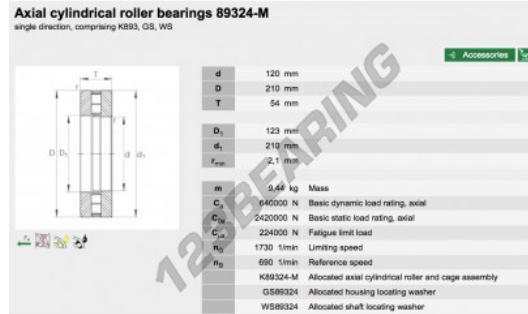 Axial cylindrical roller bearings 89324-M
single direction, comprising K893, GS, WS
Accessories
d 120 mm
D 210 mm
T 54 mm
D₁ 123 mm
d₁ 210 mm
rmin 2,1 mm
m 9,44 kg Mass
Ca 640000 N Basic dynamic load rating, axial
C0a 2420000 N Basic static load rating, axial
Cua 224000 N Fatigue limit load
nG 1730 1/min Limiting speed
nB 690 1/min Reference speed
K89324-M Allocated axial cylindrical roller and cage assembly
GS89324 Allocated housing locating washer
WS89324 Allocated shaft locating washer
T
r
D D₁ r d d₁
123BEARING